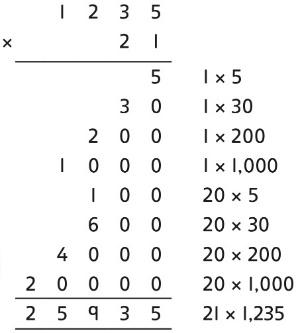 1 2 3 5
× 2 1
5 1 × 5
3 0 1 × 30
2 0 0 1 × 200
1 0 0 0 1 × 1,000
1 0 0 20 × 5
6 0 0 20 × 30
4 0 0 0 20 × 200
2 0 0 0 0 20 × 1,000
2 5 9 3 5 21 × 1,235